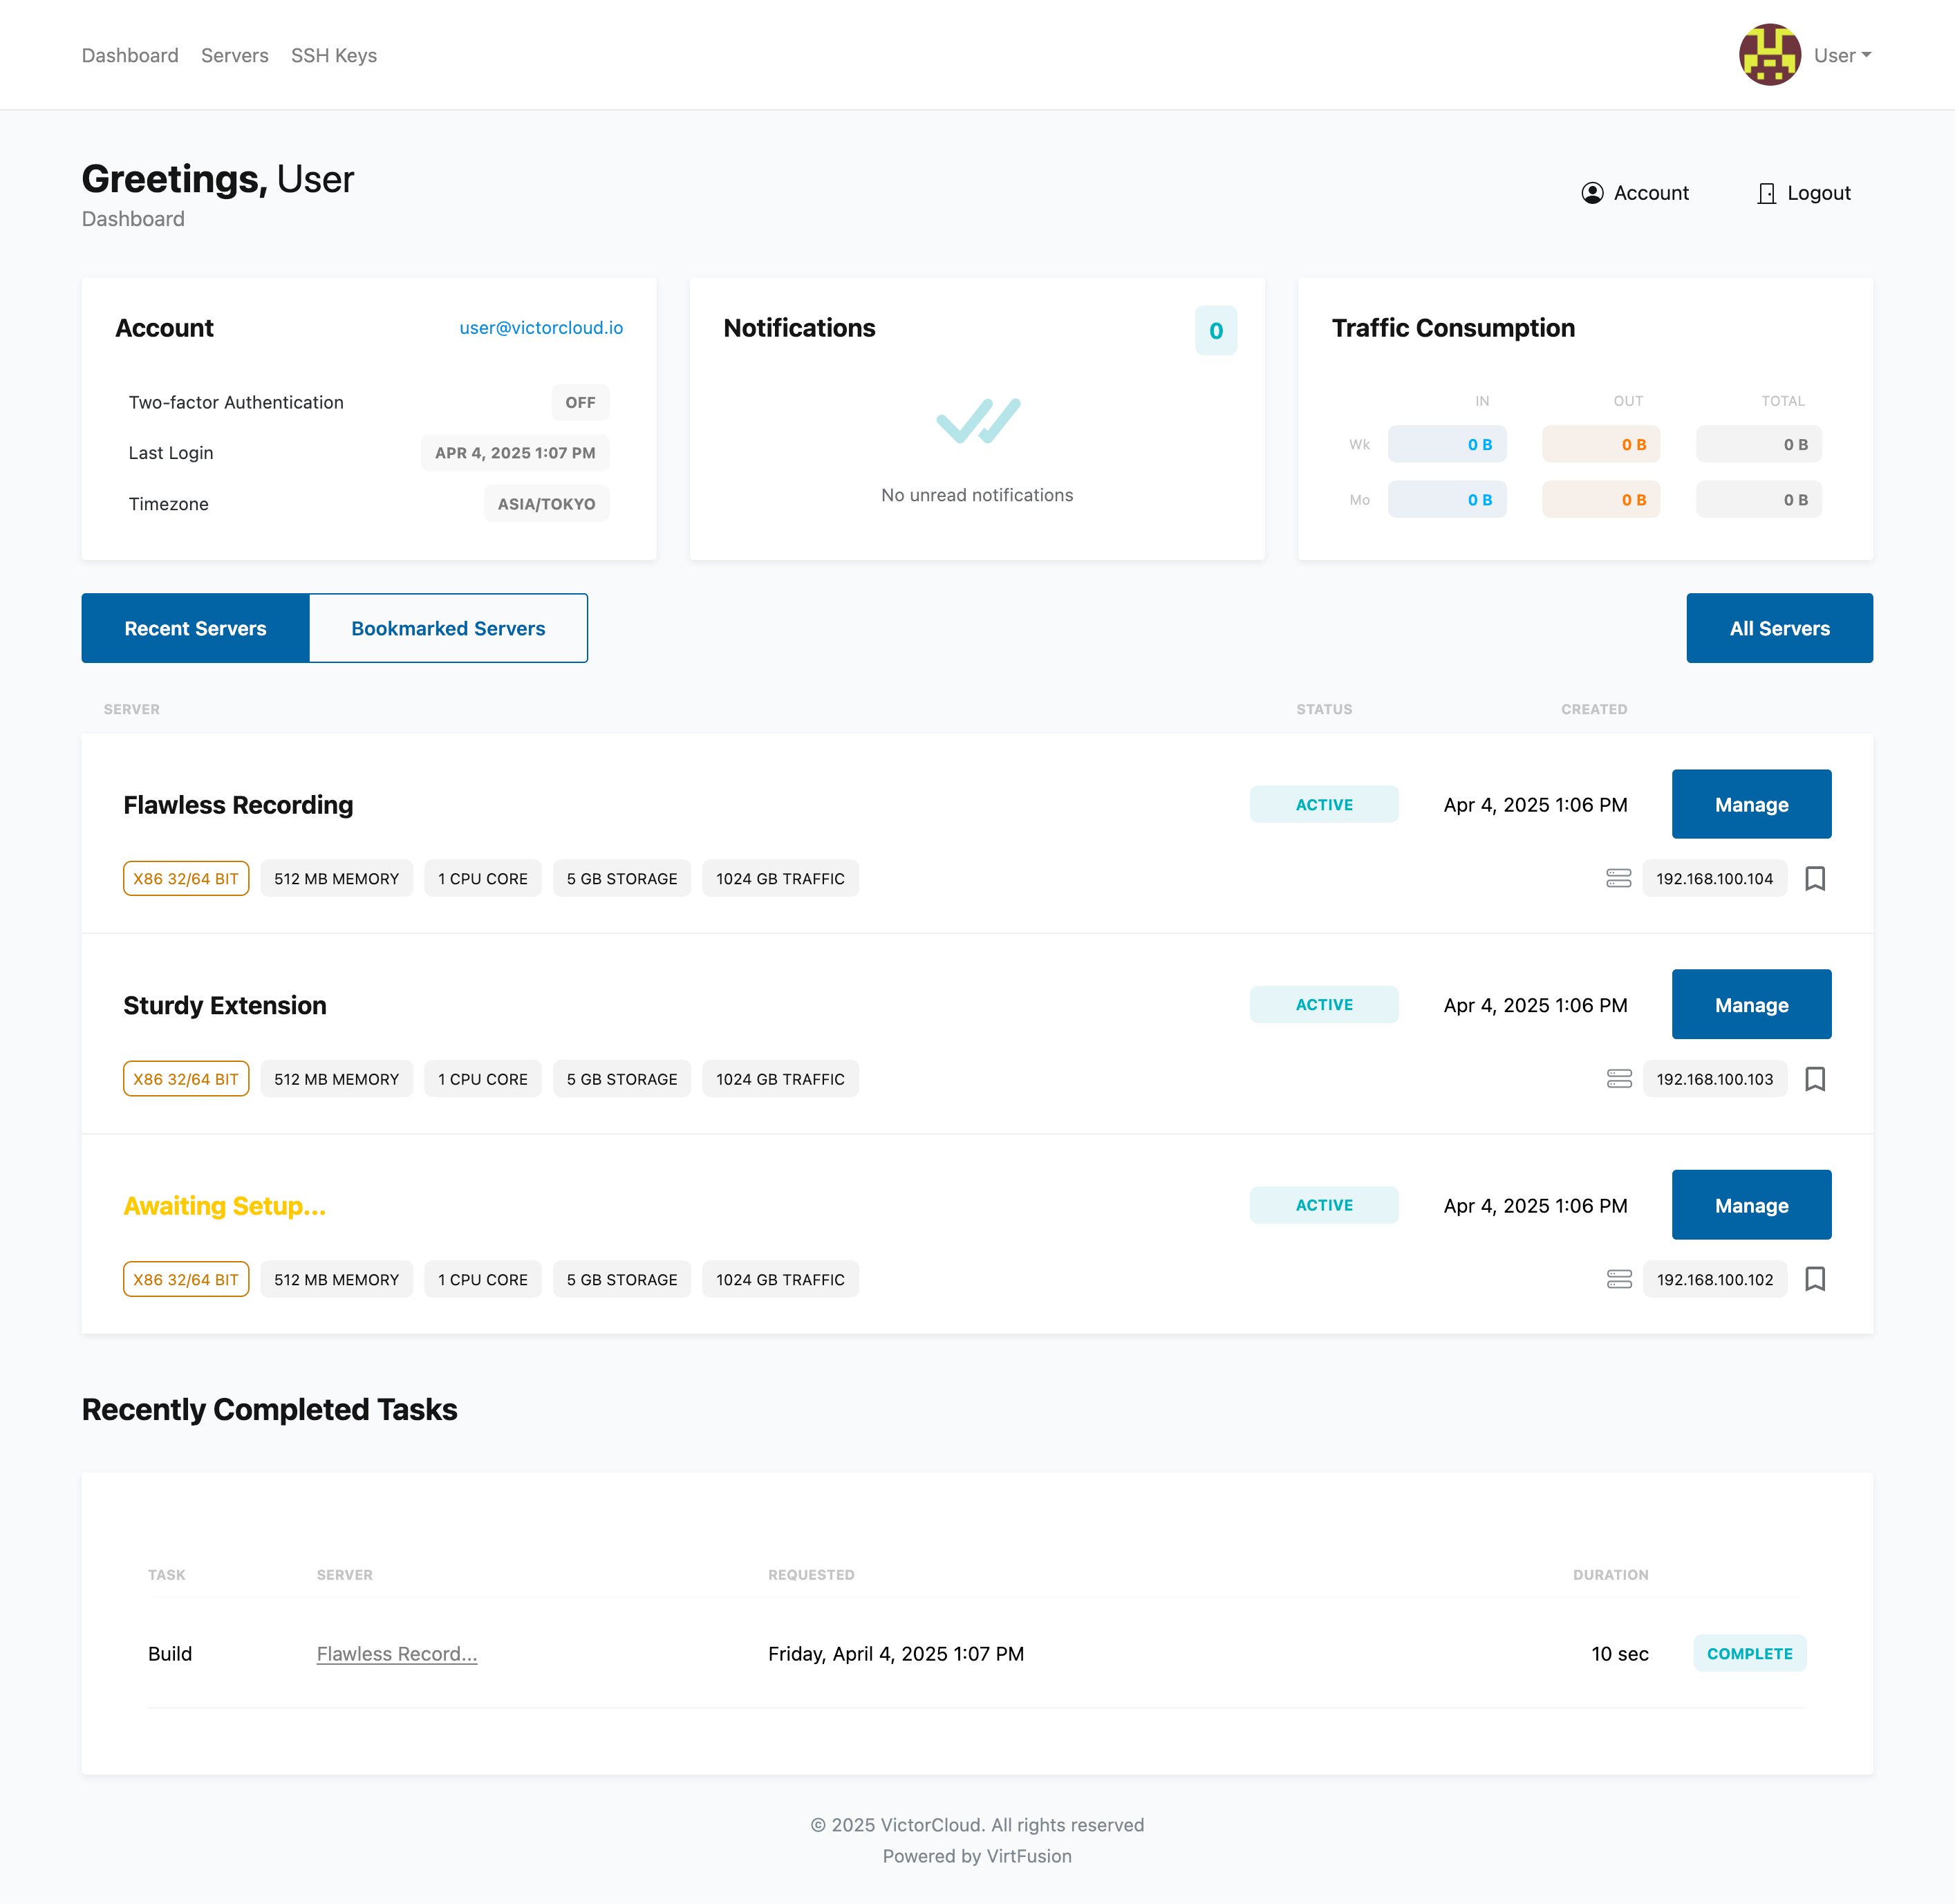 Dashboard Servers SSH Keys User
Greetings, User
Dashboard
Account Logout
Account user@victorcloud.io
Two-factor Authentication OFF
Last Login APR 4, 2025 1:07 PM
Timezone ASIA/TOKYO
Notifications 0
No unread notifications
Traffic Consumption
IN OUT TOTAL
Wk 0 B 0 B 0 B
Mo 0 B 0 B 0 B
Recent Servers Bookmarked Servers All Servers
SERVER STATUS CREATED
Flawless Recording ACTIVE Apr 4, 2025 1:06 PM Manage
X86 32/64 BIT 512 MB MEMORY 1 CPU CORE 5 GB STORAGE 1024 GB TRAFFIC 192.168.100.104
Sturdy Extension ACTIVE Apr 4, 2025 1:06 PM Manage
X86 32/64 BIT 512 MB MEMORY 1 CPU CORE 5 GB STORAGE 1024 GB TRAFFIC 192.168.100.103
Awaiting Setup... ACTIVE Apr 4, 2025 1:06 PM Manage
X86 32/64 BIT 512 MB MEMORY 1 CPU CORE 5 GB STORAGE 1024 GB TRAFFIC 192.168.100.102
Recently Completed Tasks
TASK SERVER REQUESTED DURATION
Build Flawless Record... Friday, April 4, 2025 1:07 PM 10 sec COMPLETE
© 2025 VictorCloud. All rights reserved
Powered by VirtFusion